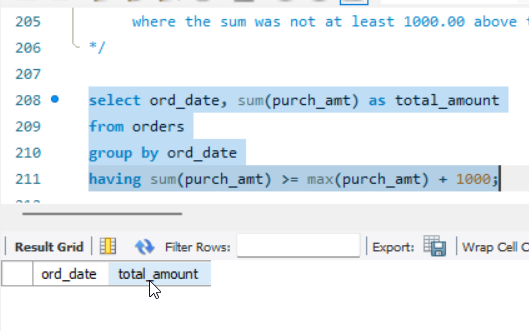 205 where the sum was not at least 1000.00 above
206 */
207
208 select ord_date, sum(purch_amt) as total_amount
209 from orders
210 group by ord_date
211 having sum(purch_amt) >= max(purch_amt) + 1000;
Result Grid Filter Rows: Export: Wrap Cell C
ord_date total_amount